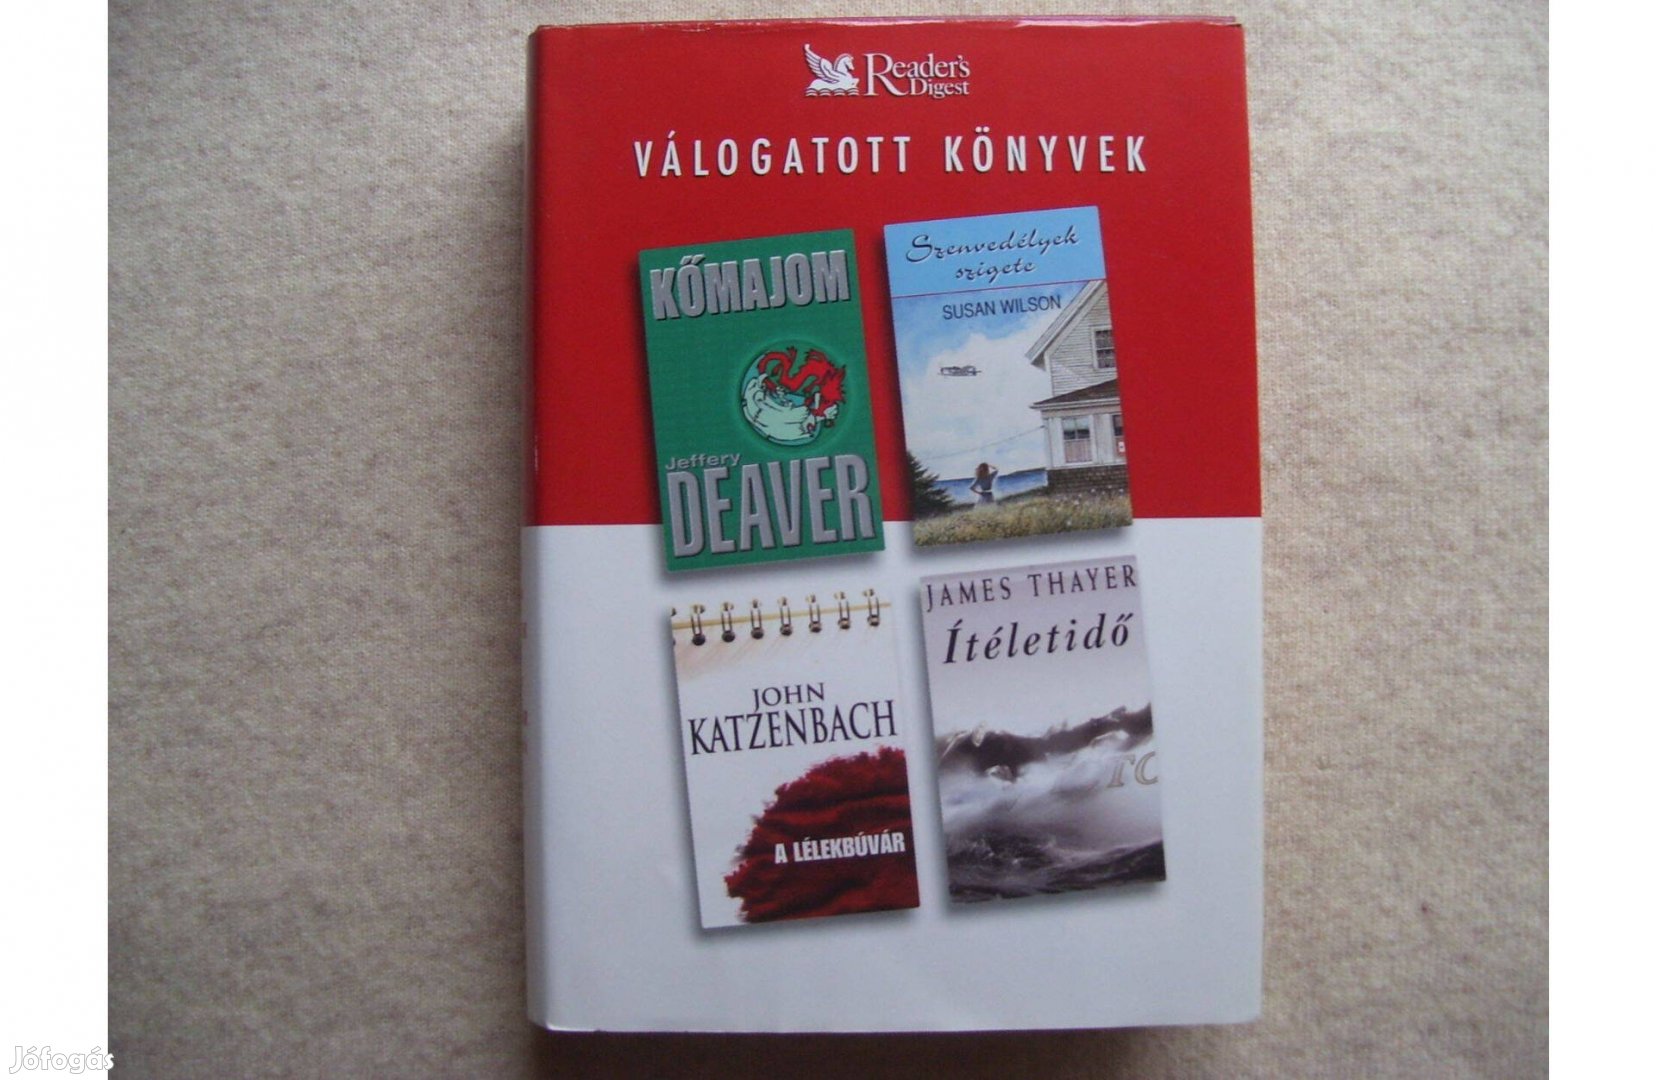 Reader's
Digest
VÁLOGATOTT KÖNYVEK
KŐMAJOM
Jeffery
DEAVER
Szenvedélyek
szigete
SUSAN WILSON
JOHN
KATZENBACH
A LÉLEKBÚVÁR
JAMES THAYER
Ítéletidő
Jófogás